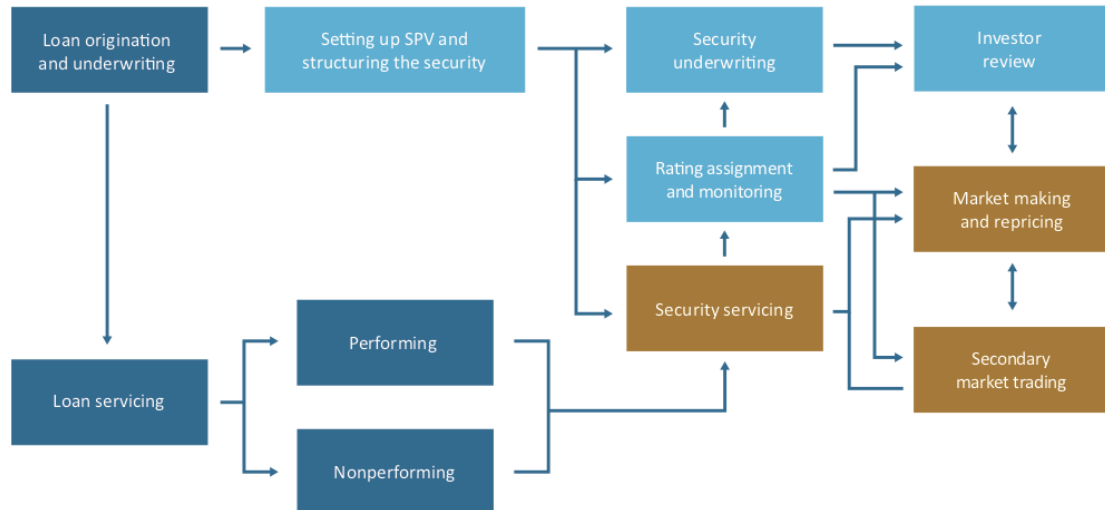 Loan origination
and underwriting
Setting up SPV and
structuring the security
Security
underwriting
Investor
review
Rating assignment
and monitoring
Market making
and repricing
Security servicing
Performing
Secondary
market trading
Loan servicing
Nonperforming